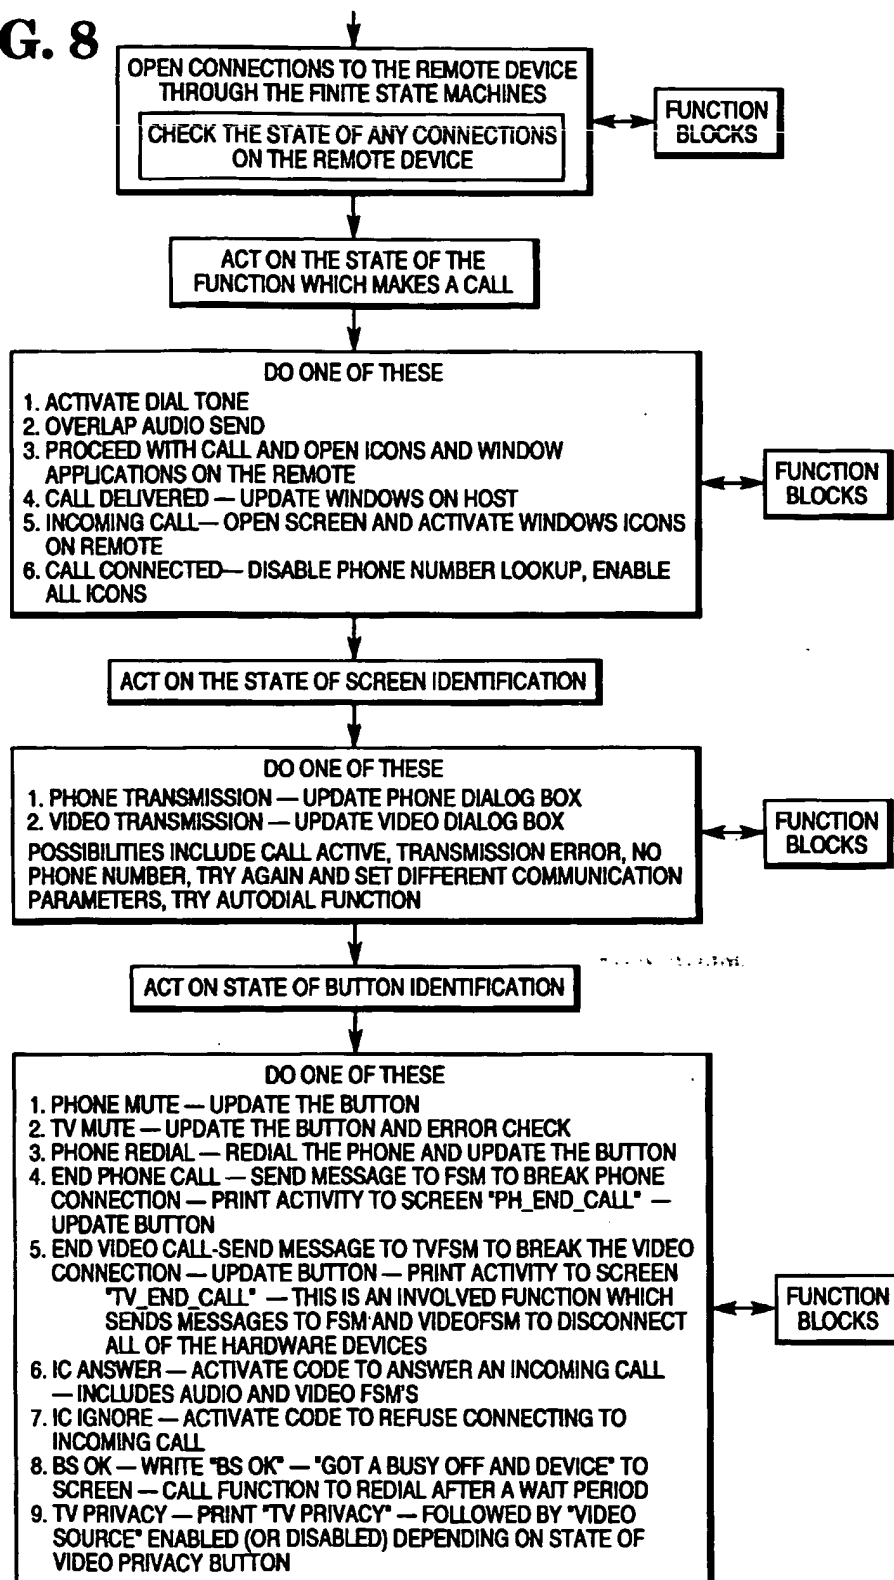 G. 8
OPEN CONNECTIONS TO THE REMOTE DEVICE
THROUGH THE FINITE STATE MACHINES
CHECK THE STATE OF ANY CONNECTIONS
ON THE REMOTE DEVICE
FUNCTION
BLOCKS
ACT ON THE STATE OF THE
FUNCTION WHICH MAKES A CALL
DO ONE OF THESE
1. ACTIVATE DIAL TONE
2. OVERLAP AUDIO SEND
3. PROCEED WITH CALL AND OPEN ICONS AND WINDOW
APPLICATIONS ON THE REMOTE
4. CALL DELIVERED — UPDATE WINDOWS ON HOST
5. INCOMING CALL— OPEN SCREEN AND ACTIVATE WINDOWS ICONS
ON REMOTE
6. CALL CONNECTED— DISABLE PHONE NUMBER LOOKUP, ENABLE
ALL ICONS
FUNCTION
BLOCKS
ACT ON THE STATE OF SCREEN IDENTIFICATION
DO ONE OF THESE
1. PHONE TRANSMISSION — UPDATE PHONE DIALOG BOX
2. VIDEO TRANSMISSION — UPDATE VIDEO DIALOG BOX
POSSIBILITIES INCLUDE CALL ACTIVE, TRANSMISSION ERROR, NO
PHONE NUMBER, TRY AGAIN AND SET DIFFERENT COMMUNICATION
PARAMETERS, TRY AUTODIAL FUNCTION
FUNCTION
BLOCKS
ACT ON STATE OF BUTTON IDENTIFICATION
DO ONE OF THESE
1. PHONE MUTE — UPDATE THE BUTTON
2. TV MUTE — UPDATE THE BUTTON AND ERROR CHECK
3. PHONE REDIAL — REDIAL THE PHONE AND UPDATE THE BUTTON
4. END PHONE CALL — SEND MESSAGE TO FSM TO BREAK PHONE
CONNECTION — PRINT ACTIVITY TO SCREEN "PH_END_CALL" —
UPDATE BUTTON
5. END VIDEO CALL-SEND MESSAGE TO TVFSM TO BREAK THE VIDEO
CONNECTION — UPDATE BUTTON — PRINT ACTIVITY TO SCREEN
"TV_END_CALL" — THIS IS AN INVOLVED FUNCTION WHICH
SENDS MESSAGES TO FSM AND VIDEOFSM TO DISCONNECT
ALL OF THE HARDWARE DEVICES
6. IC ANSWER — ACTIVATE CODE TO ANSWER AN INCOMING CALL
— INCLUDES AUDIO AND VIDEO FSM'S
7. IC IGNORE — ACTIVATE CODE TO REFUSE CONNECTING TO
INCOMING CALL
8. BS OK — WRITE "BS OK" — "GOT A BUSY OFF AND DEVICE" TO
SCREEN — CALL FUNCTION TO REDIAL AFTER A WAIT PERIOD
9. TV PRIVACY — PRINT "TV PRIVACY" — FOLLOWED BY "VIDEO
SOURCE" ENABLED (OR DISABLED) DEPENDING ON STATE OF
VIDEO PRIVACY BUTTON
FUNCTION
BLOCKS